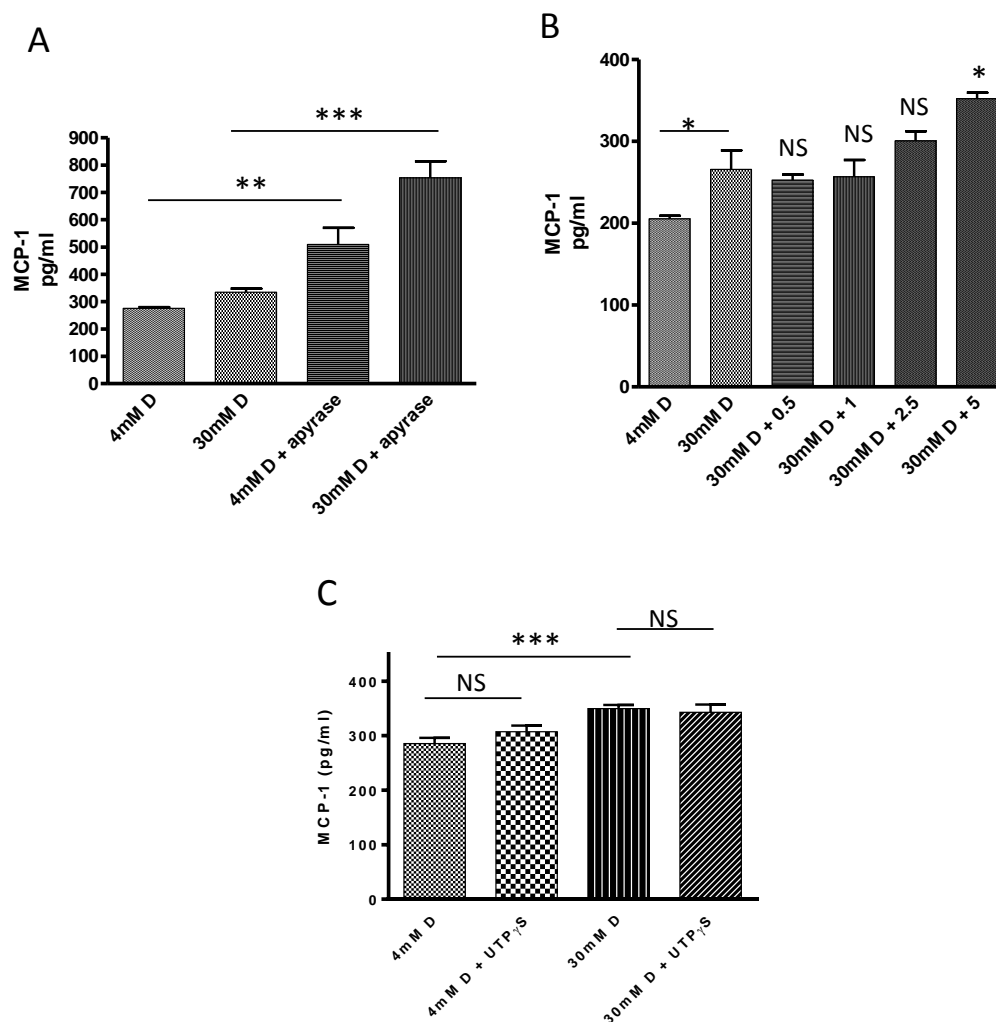 A
***
**
900
800
700
600
500
400
300
200
100
0
MCP-1
pg/ml
4mM D
30mM D
4mM D + apyrase
30mM D + apyrase
B
*
NS
NS
NS
*
400
300
200
100
0
MCP-1
pg/ml
4mM D
30mM D
30mM D + 0.5
30mM D + 1
30mM D + 2.5
30mM D + 5
C
NS
***
NS
400
300
200
100
0
MCP-1 (pg/ml)
4mM D
4mM D + UTPγS
30mM D
30mM D + UTPγS